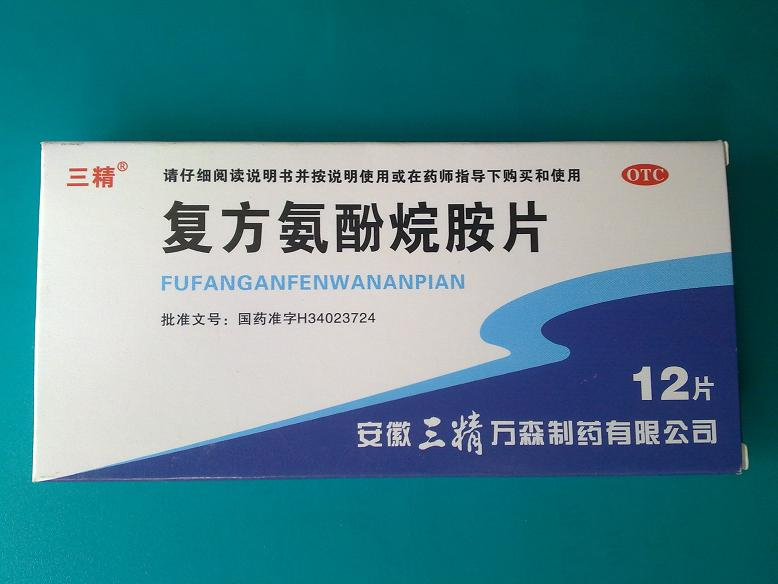 三精®
请仔细阅读说明书并按说明使用或在药师指导下购买和使用
OTC
复方氨酚烷胺片
FUFANGANFENWANANPIAN
批准文号：国药准字H34023724
12片
安徽三精万森制药有限公司